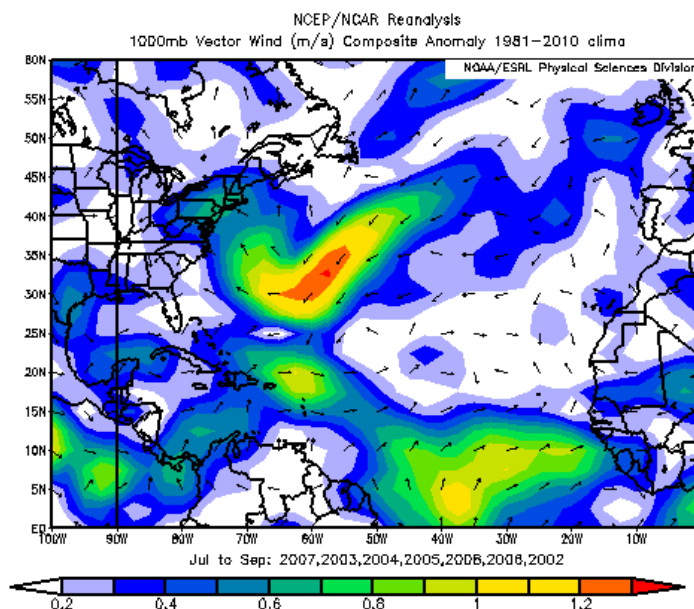 NCEP/NCAR Reanalysis
1000mb Vector Wind (m/s) Composite Anomaly 1981-2010 clima
NOAA/ESRL Physical Sciences Division
80N
55N
50N
45N
40N
35N
30N
25N
20N
15N
10N
5N
EQ
100W 90W 80W 70W 60W 50W 40W 30W 20W 10W
Jul to Sep: 2007,2003,2004,2005,2006,2008,2002
0.2 0.4 0.6 0.8 1 1.2